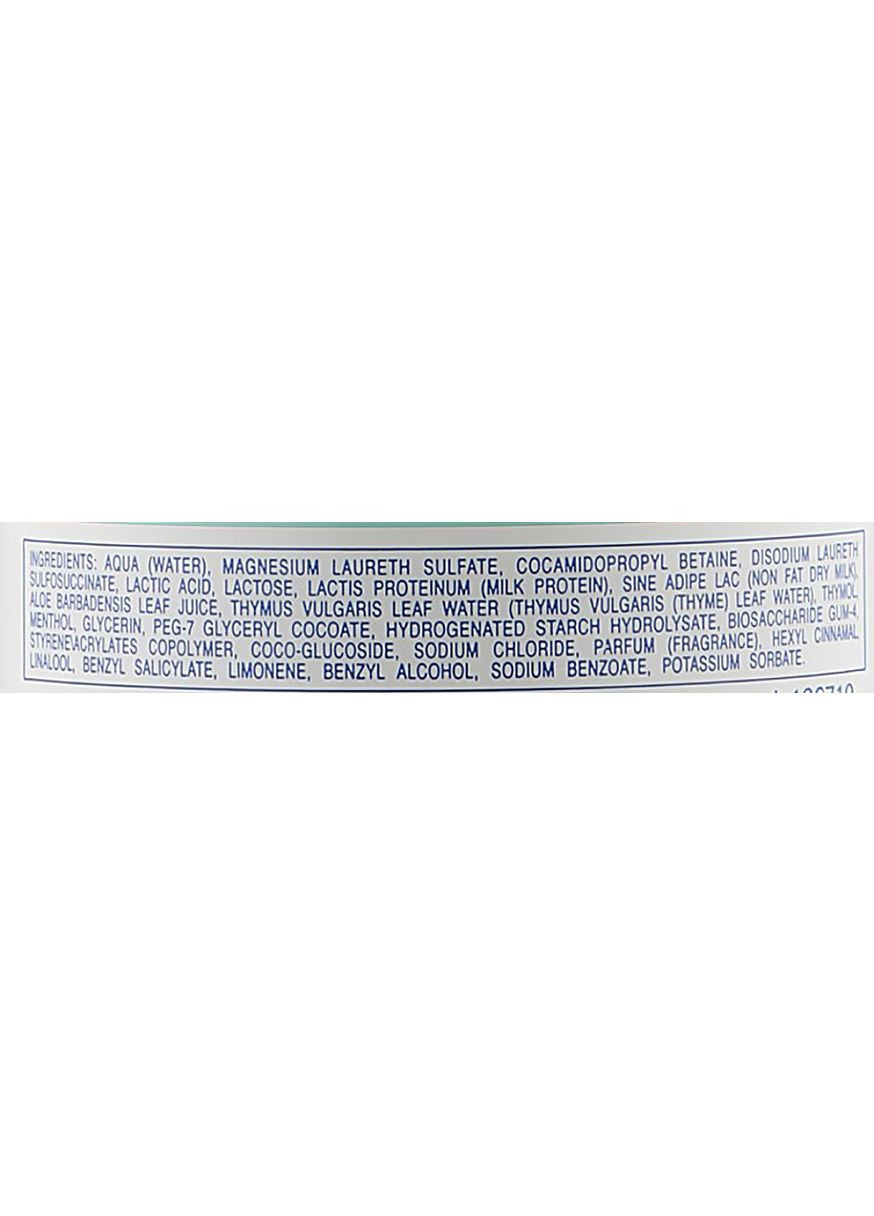 INGREDIENTS: AQUA (WATER), MAGNESIUM LAURETH SULFATE, COCAMIDOPROPYL BETAINE, DISODIUM LAURETH
SULFOSUCCINATE, LACTIC ACID, LACTOSE, LACTIS PROTEINUM (MILK PROTEIN), SINE ADIPE LAC (NON FAT DRY MILK),
ALOE BARBADENSIS LEAF JUICE, THYMUS VULGARIS LEAF WATER (THYMUS VULGARIS (THYME) LEAF WATER), THYMOL,
MENTHOL, GLYCERIN, PEG-7 GLYCERYL COCOATE, HYDROGENATED STARCH HYDROLYSATE, BIOSACCHARIDE GUM-4,
STYRENE\ACRYLATES COPOLYMER, COCO-GLUCOSIDE, SODIUM CHLORIDE, PARFUM (FRAGRANCE), HEXYL CINNAMAL,
LINALOOL, BENZYL SALICYLATE, LIMONENE, BENZYL ALCOHOL, SODIUM BENZOATE, POTASSIUM SORBATE.